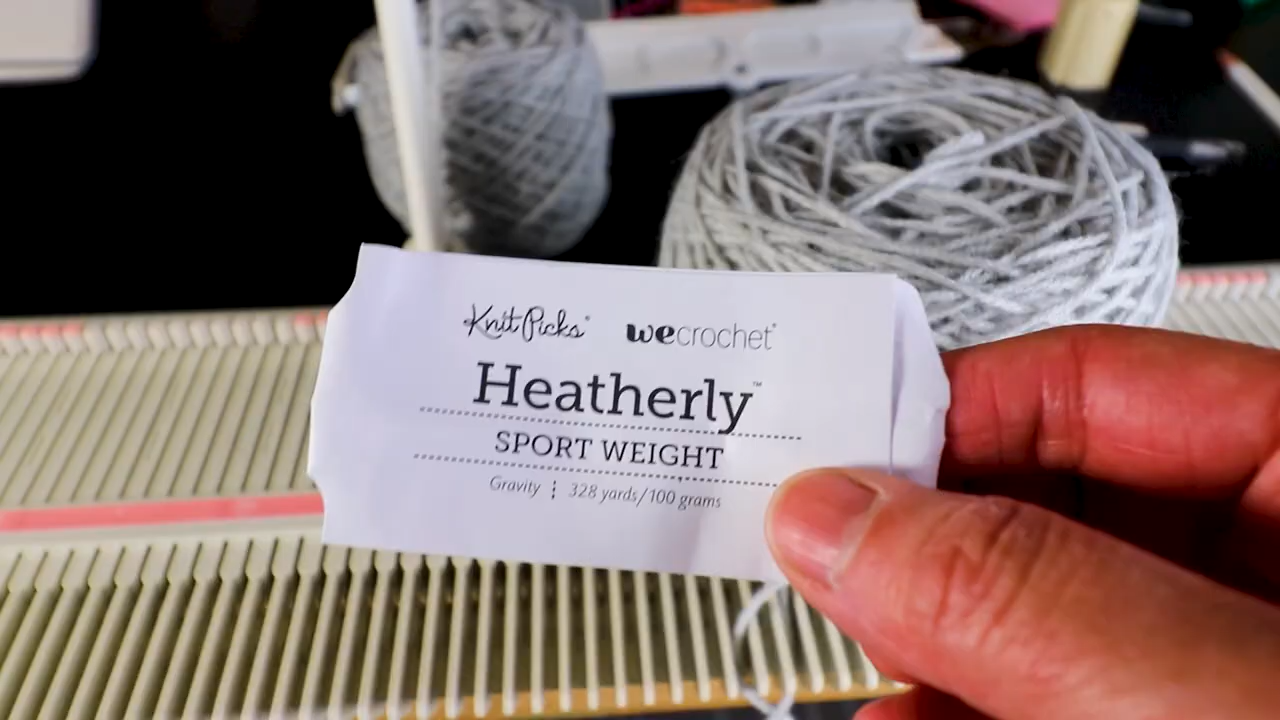 KnitPicks® wecrochet®
Heatherly™
SPORT WEIGHT
Gravity ⋮ 328 yards/100 grams